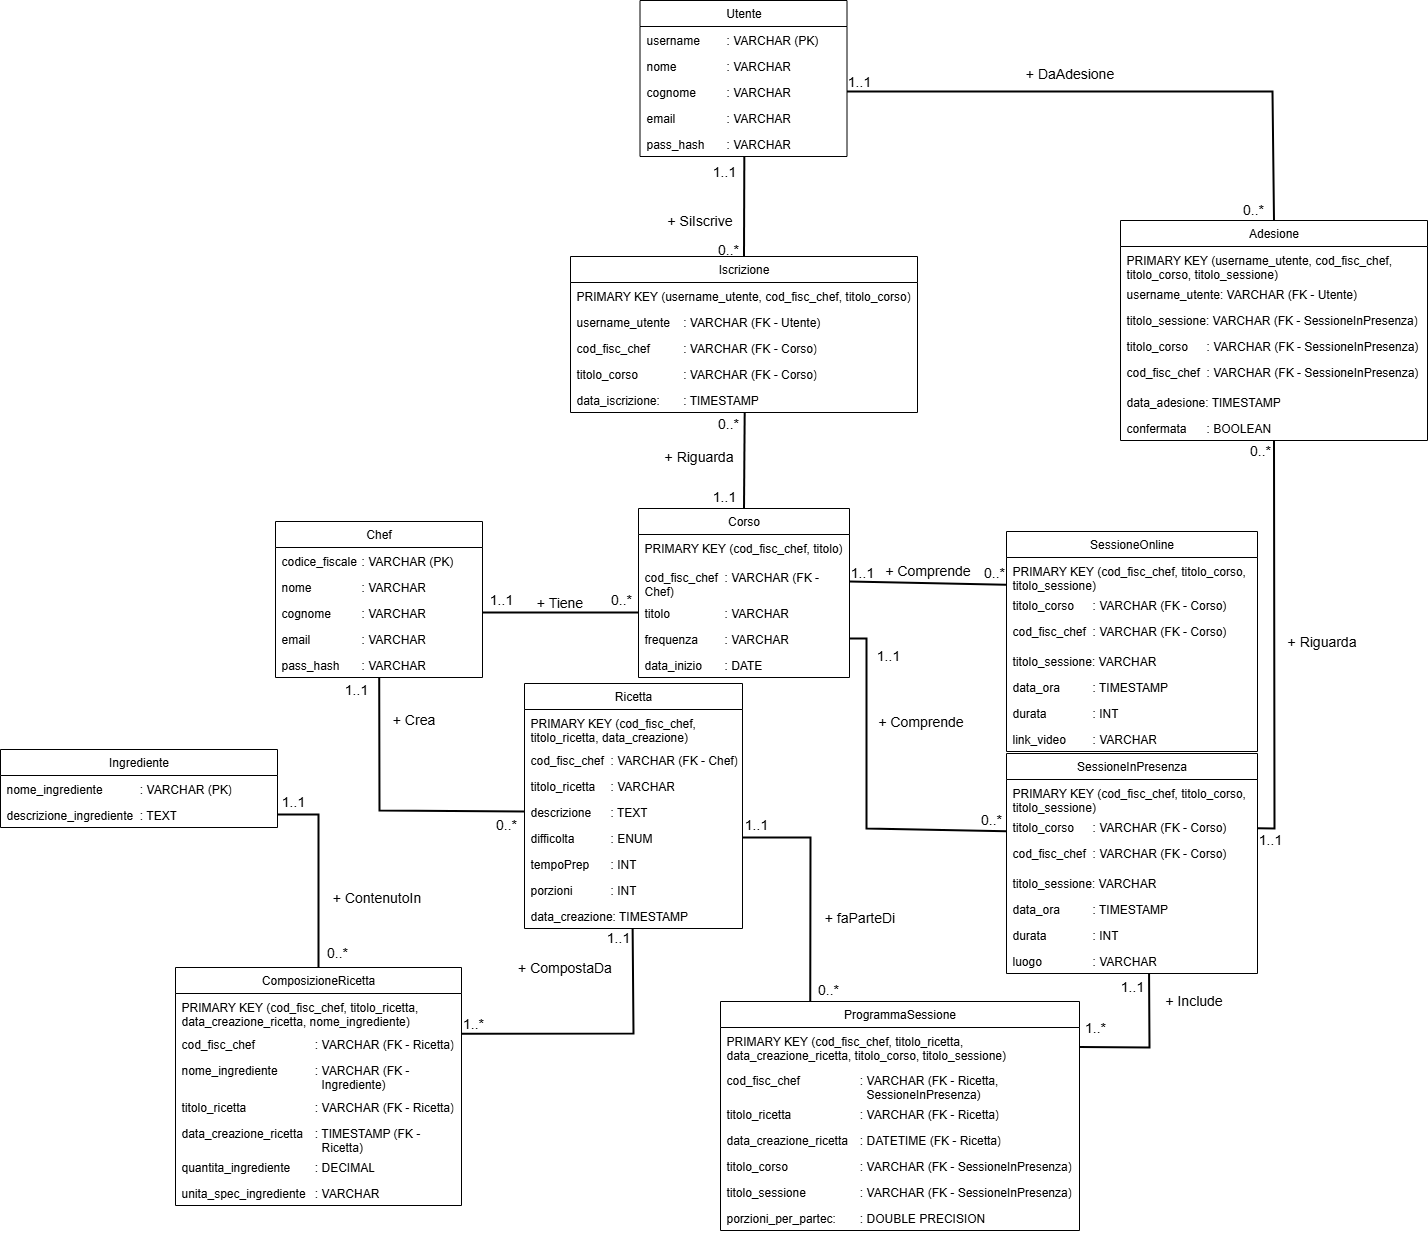 Utente
username : VARCHAR (PK)
nome : VARCHAR
cognome : VARCHAR
email : VARCHAR
pass_hash : VARCHAR
1..1
+ DaAdesione
1..1
+ SiIscrive
0..*
0..*
Iscrizione
PRIMARY KEY (username_utente, cod_fisc_chef, titolo_corso)
username_utente : VARCHAR (FK - Utente)
cod_fisc_chef : VARCHAR (FK - Corso)
titolo_corso : VARCHAR (FK - Corso)
data_iscrizione: : TIMESTAMP
0..*
+ Riguarda
1..1
Adesione
PRIMARY KEY (username_utente, cod_fisc_chef,
titolo_corso, titolo_sessione)
username_utente: VARCHAR (FK - Utente)
titolo_sessione: VARCHAR (FK - SessioneInPresenza)
titolo_corso : VARCHAR (FK - SessioneInPresenza)
cod_fisc_chef : VARCHAR (FK - SessioneInPresenza)
data_adesione: TIMESTAMP
confermata : BOOLEAN
0..*
+ Riguarda
1..1
Chef
codice_fiscale : VARCHAR (PK)
nome : VARCHAR
cognome : VARCHAR
email : VARCHAR
pass_hash : VARCHAR
1..1
+ Tiene
0..*
1..1
+ Crea
0..*
Corso
PRIMARY KEY (cod_fisc_chef, titolo)
cod_fisc_chef : VARCHAR (FK -
Chef)
titolo : VARCHAR
frequenza : VARCHAR
data_inizio : DATE
1..1
+ Comprende
0..*
1..1
+ Comprende
0..*
SessioneOnline
PRIMARY KEY (cod_fisc_chef, titolo_corso,
titolo_sessione)
titolo_corso : VARCHAR (FK - Corso)
cod_fisc_chef : VARCHAR (FK - Corso)
titolo_sessione: VARCHAR
data_ora : TIMESTAMP
durata : INT
link_video : VARCHAR
SessioneInPresenza
PRIMARY KEY (cod_fisc_chef, titolo_corso,
titolo_sessione)
titolo_corso : VARCHAR (FK - Corso)
cod_fisc_chef : VARCHAR (FK - Corso)
titolo_sessione: VARCHAR
data_ora : TIMESTAMP
durata : INT
luogo : VARCHAR
1..1
+ Include
1..*
Ricetta
PRIMARY KEY (cod_fisc_chef,
titolo_ricetta, data_creazione)
cod_fisc_chef : VARCHAR (FK - Chef)
titolo_ricetta : VARCHAR
descrizione : TEXT
difficolta : ENUM
tempoPrep : INT
porzioni : INT
data_creazione: TIMESTAMP
1..1
+ faParteDi
0..*
1..1
+ CompostaDa
1..*
Ingrediente
nome_ingrediente : VARCHAR (PK)
descrizione_ingrediente : TEXT
1..1
+ ContenutoIn
0..*
ComposizioneRicetta
PRIMARY KEY (cod_fisc_chef, titolo_ricetta,
data_creazione_ricetta, nome_ingrediente)
cod_fisc_chef : VARCHAR (FK - Ricetta)
nome_ingrediente : VARCHAR (FK -
Ingrediente)
titolo_ricetta : VARCHAR (FK - Ricetta)
data_creazione_ricetta : TIMESTAMP (FK -
Ricetta)
quantita_ingrediente : DECIMAL
unita_spec_ingrediente : VARCHAR
ProgrammaSessione
PRIMARY KEY (cod_fisc_chef, titolo_ricetta,
data_creazione_ricetta, titolo_corso, titolo_sessione)
cod_fisc_chef : VARCHAR (FK - Ricetta,
SessioneInPresenza)
titolo_ricetta : VARCHAR (FK - Ricetta)
data_creazione_ricetta : DATETIME (FK - Ricetta)
titolo_corso : VARCHAR (FK - SessioneInPresenza)
titolo_sessione : VARCHAR (FK - SessioneInPresenza)
porzioni_per_partec: : DOUBLE PRECISION